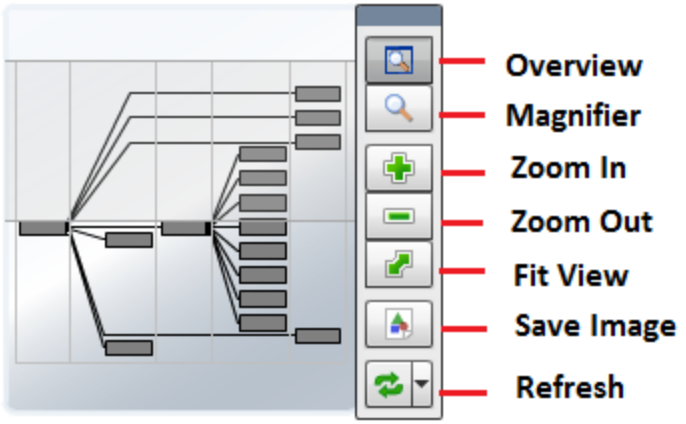 Overview
Magnifier
Zoom In
Zoom Out
Fit View
Save Image
Refresh